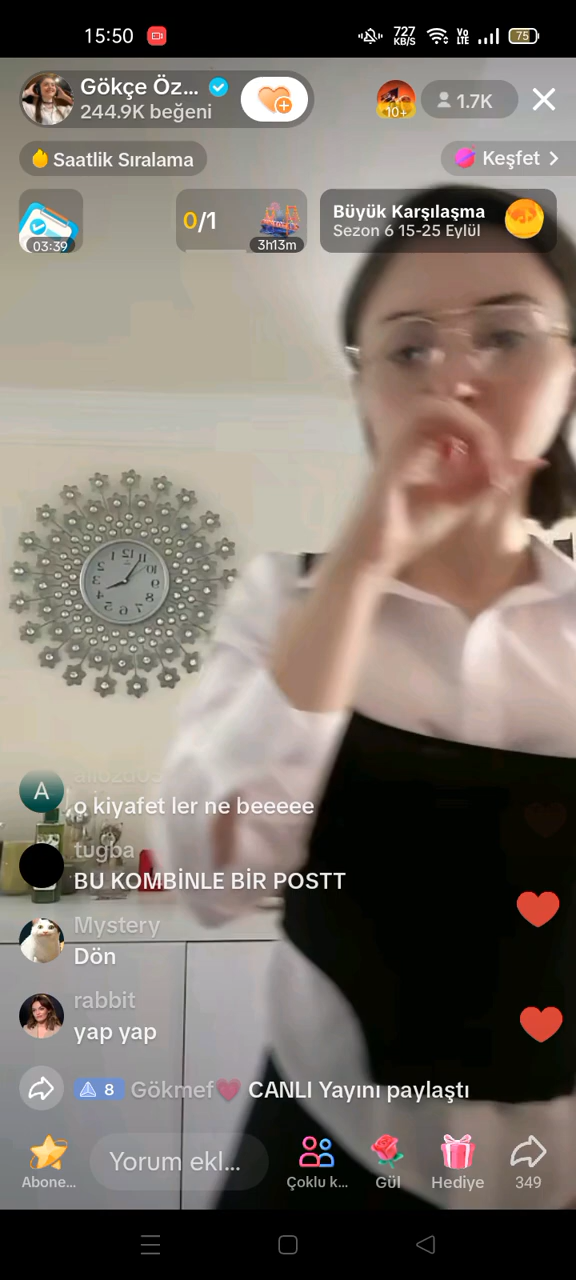 15:50
727
KB/S
Vo
LTE
75
Gökçe Öz...
244.9K beğeni
10+
1.7K
Saatlik Sıralama
Keşfet
03:39
0/1
3h13m
Büyük Karşılaşma
Sezon 6 15-25 Eylül
A
o kiyafet ler ne beeeee
tugba
BU KOMBİNLE BİR POSTT
Mystery
Dön
rabbit
yap yap
8 Gökmef CANLI Yayını paylaştı
Abone...
Yorum ekl...
Çoklu k...
Gül
Hediye
349